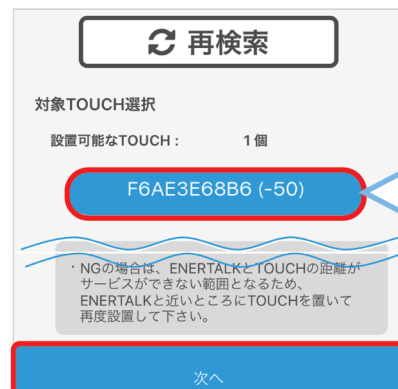 再検索
対象TOUCH選択
設置可能なTOUCH： 1個
F6AE3E68B6 (-50)
・NGの場合は、ENERTALKとTOUCHの距離が
サービスができない範囲となるため、
ENERTALKと近いところにTOUCHを置いて
再度設置して下さい。
次へ